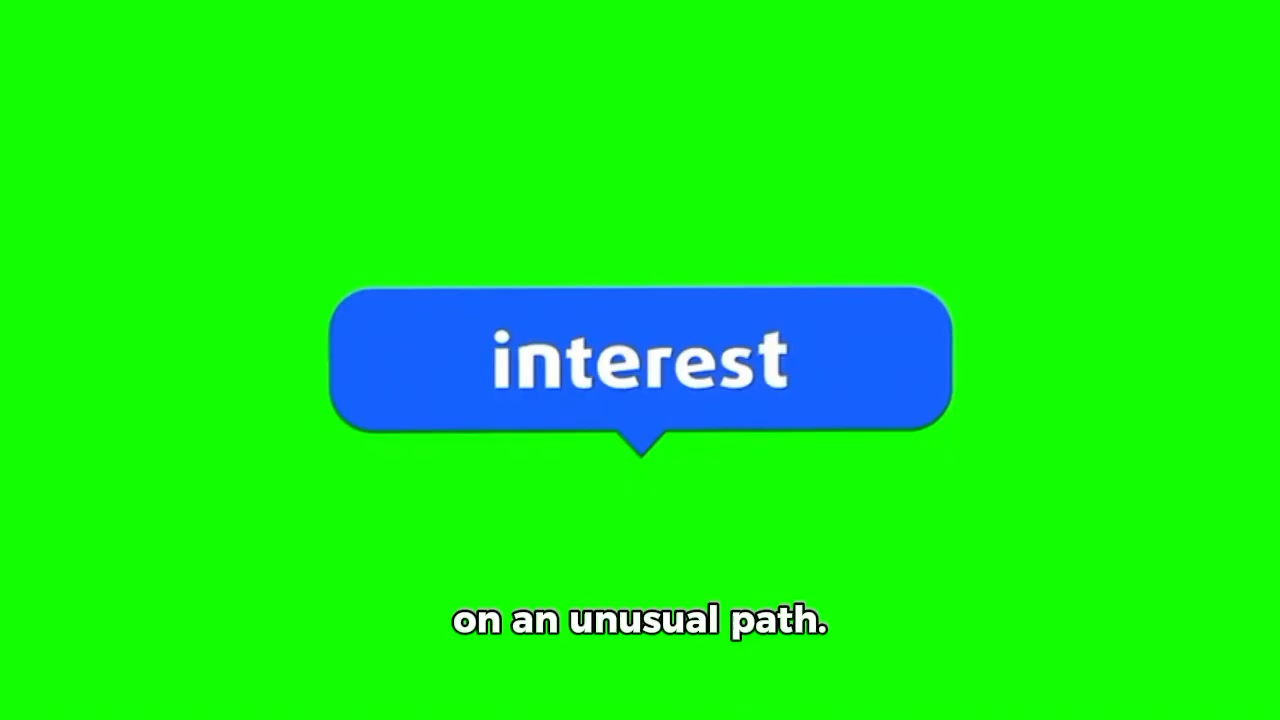 interest
on an unusual path.